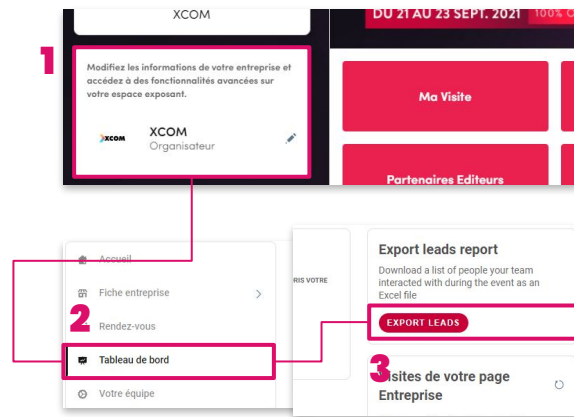 XCOM
DU 21 AU 23 SEPT. 2021
100%
1
Modifiez les informations de votre entreprise et
accédez à des fonctionnalités avancées sur
votre espace exposant.
XCOM
XCOM
Organisateur
Ma Visite
Partenaires Editeurs
Accueil
Fiche entreprise
2
Rendez-vous
Tableau de bord
Votre équipe
RIS VOTRE
Export leads report
Download a list of people your team
interacted with during the event as an
Excel file
EXPORT LEADS
3
Visites de votre page
Entreprise